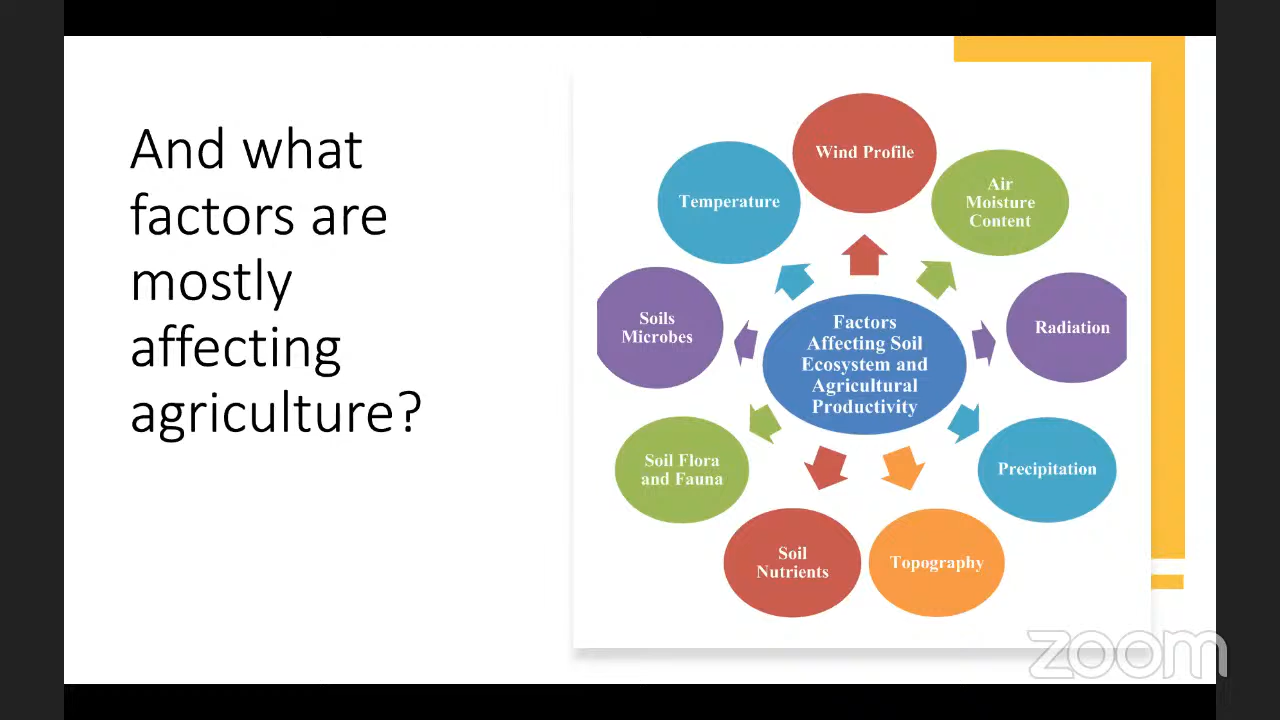 And what
factors are
mostly
affecting
agriculture?
Wind Profile
Air
Moisture
Content
Radiation
Precipitation
Topography
Soil
Nutrients
Soil Flora
and Fauna
Soils
Microbes
Temperature
Factors
Affecting Soil
Ecosystem and
Agricultural
Productivity
zoom